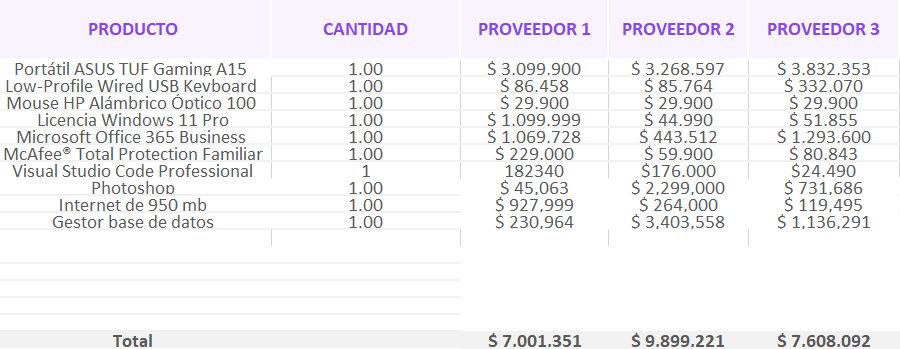 PRODUCTO CANTIDAD PROVEEDOR 1 PROVEEDOR 2 PROVEEDOR 3
Portátil ASUS TUF Gaming A15 1.00 $ 3.099.900 $ 3.268.597 $ 3.832.353
Low-Profile Wired USB Keyboard 1.00 $ 86.458 $ 85.764 $ 332.070
Mouse HP Alámbrico Óptico 100 1.00 $ 29.900 $ 29.900 $ 29.900
Licencia Windows 11 Pro 1.00 $ 1.099.999 $ 44.990 $ 51.855
Microsoft Office 365 Business 1.00 $ 1.069.728 $ 443.512 $ 1.293.600
McAfee® Total Protection Familiar 1.00 $ 229.000 $ 59.900 $ 80.843
Visual Studio Code Professional 1 182340 $176.000 $24.490
Photoshop 1.00 $ 45,063 $ 2,299,000 $ 731,686
Internet de 950 mb 1.00 $ 927,999 $ 264,000 $ 119,495
Gestor base de datos 1.00 $ 230,964 $ 3,403,558 $ 1,136,291
Total $ 7.001.351 $ 9.899.221 $ 7.608.092